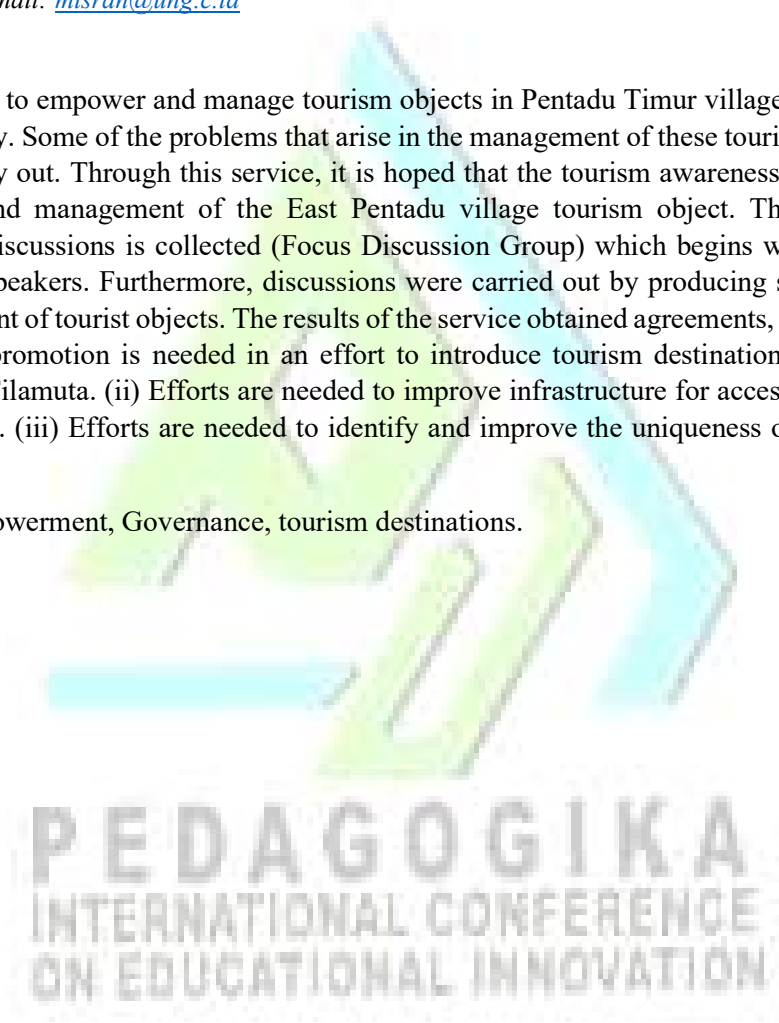 nail: misran@ung.c.id
to empower and manage tourism objects in Pentadu Timur village
y. Some of the problems that arise in the management of these touri
y out. Through this service, it is hoped that the tourism awareness
nd management of the East Pentadu village tourism object. Th
iscussions is collected (Focus Discussion Group) which begins w
peakers. Furthermore, discussions were carried out by producing s
nt of tourist objects. The results of the service obtained agreements,
promotion is needed in an effort to introduce tourism destination
Tilamuta. (ii) Efforts are needed to improve infrastructure for acces
. (iii) Efforts are needed to identify and improve the uniqueness o
owerment, Governance, tourism destinations.
PEDAGOGIKA
INTERNATIONAL CONFERENCE
ON EDUCATIONAL INNOVATION